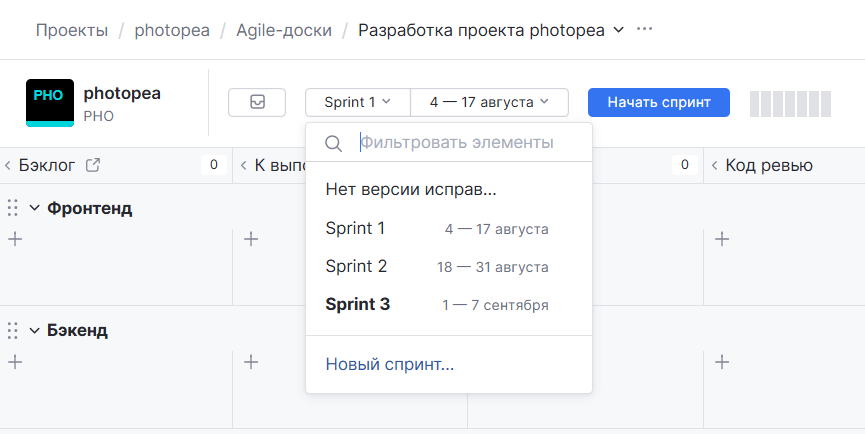 Проекты / photopea / Agile-доски / Разработка проекта photopea ...
PHO
photopea
PHO
Sprint 1
4 — 17 августа
Начать спринт
Фильтровать элементы
Нет версии исправ...
Sprint 1 4 — 17 августа
Sprint 2 18 — 31 августа
Sprint 3 1 — 7 сентября
Новый спринт...
Бэклог 0
К вып
0
Код ревью
Фронтенд
Бэкенд